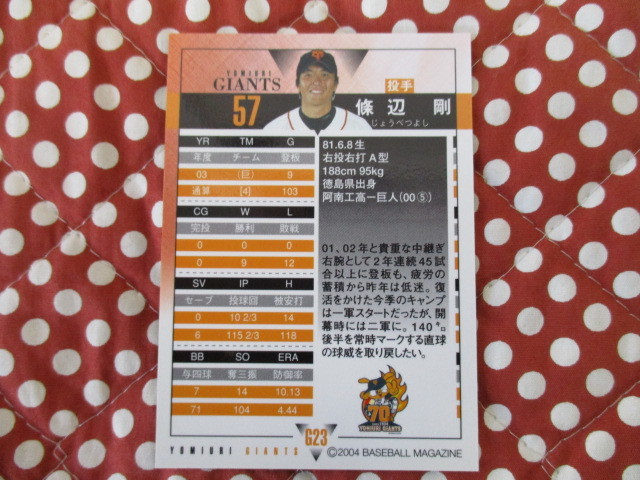 YOMIURI
GIANTS
57
投手
條辺 剛
じょうべつよし
YR TM G
年度 チーム 登板
03 (巨) 9
通算 [4] 103
CG W L
完投 勝利 敗戦
0 0 0
0 9 12
SV IP H
セーブ 投球回 被安打
0 10 2/3 14
6 115 2/3 118
BB SO ERA
与四球 奪三振 防御率
7 14 10.13
71 104 4.44
81.6.8生
右投右打A型
188cm 95kg
徳島県出身
阿南工高ー巨人(00⑤)
01、02年と貴重な中継ぎ
右腕として2年連続45試
合以上に登板も、疲労の
蓄積から昨年は低迷。復
活をかけた今季のキャンプ
は一軍スタートだったが、開
幕時には二軍に。140㌔
後半を常時マークする直球
の球威を取り戻したい。
70
YOMIURI GIANTS
YOMIURI GIANTS
G23
©2004 BASEBALL MAGAZINE